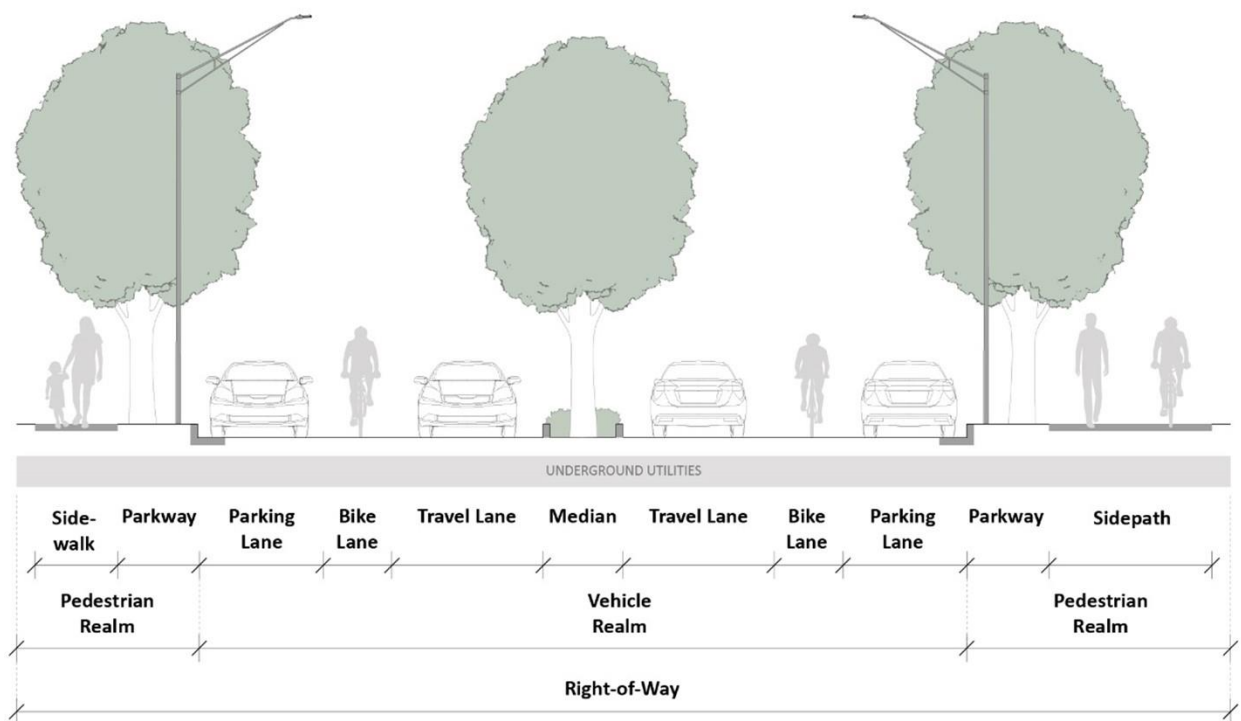 UNDERGROUND UTILITIES
Side-
walk
Parkway
Parking
Lane
Bike
Lane
Travel Lane
Median
Travel Lane
Bike
Lane
Parking
Lane
Parkway
Sidepath
Pedestrian
Realm
Vehicle
Realm
Pedestrian
Realm
Right-of-Way